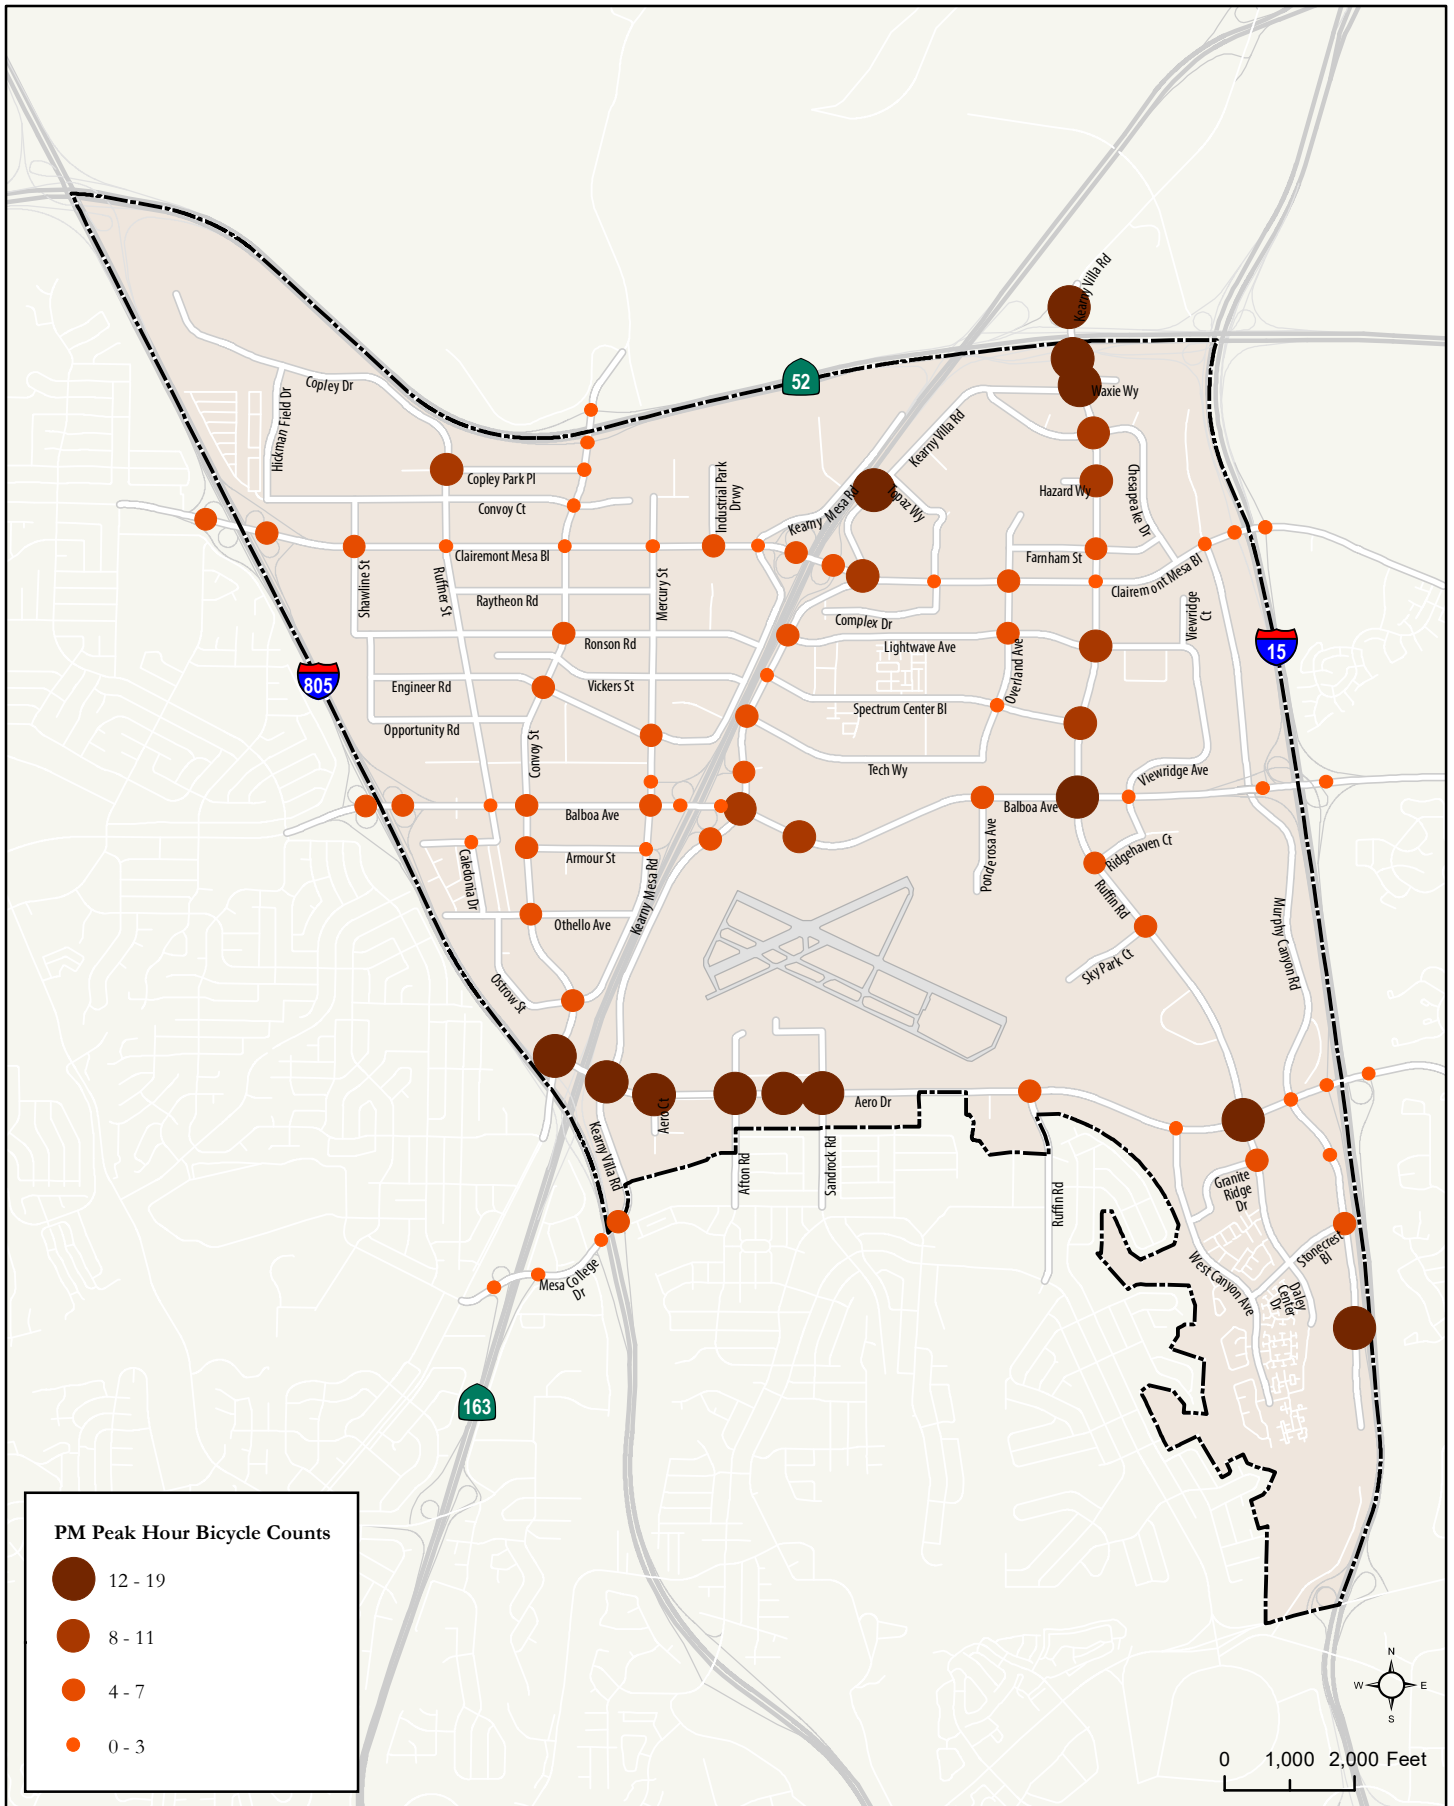 Kearny Villa Rd
52
Waxie Wy
Copley Dr
Hickman Field Dr
Kearny Villa Rd
Copley Park Pl
Industrial Park
Drwy
Chesapeake Dr
Hazard Wy
Topaz Wy
Convoy Ct
Kearny Mesa Rd
Clairemont Mesa Bl
Farnham St
Clairemont Mesa Bl
Shawline St
Ruffner St
Mercury St
Raytheon Rd
Complex Dr
Viewridge
Ct
Ronson Rd
Lightwave Ave
15
Overland Ave
805
Engineer Rd
Vickers St
Spectrum Center Bl
Opportunity Rd
Convoy St
Tech Wy
Viewridge Ave
Balboa Ave
Balboa Ave
Ponderosa Ave
Ridgehaven Ct
Armour St
Caledonia Dr
Kearny Mesa Rd
Ruffin Rd
Othello Ave
Murphy Canyon Rd
Sky Park Ct
Ostrow St
Aero Ct
Aero Dr
Kearny Villa Rd
Afton Rd
Sandrock Rd
Ruffin Rd
Granite
Ridge
Dr
Stonecrest
Bl
West Canyon Ave
Daley
Center
Dr
Mesa College
Dr
163
PM Peak Hour Bicycle Counts
12 - 19
8 - 11
4 - 7
0 - 3
N
W
E
S
0 1,000 2,000 Feet